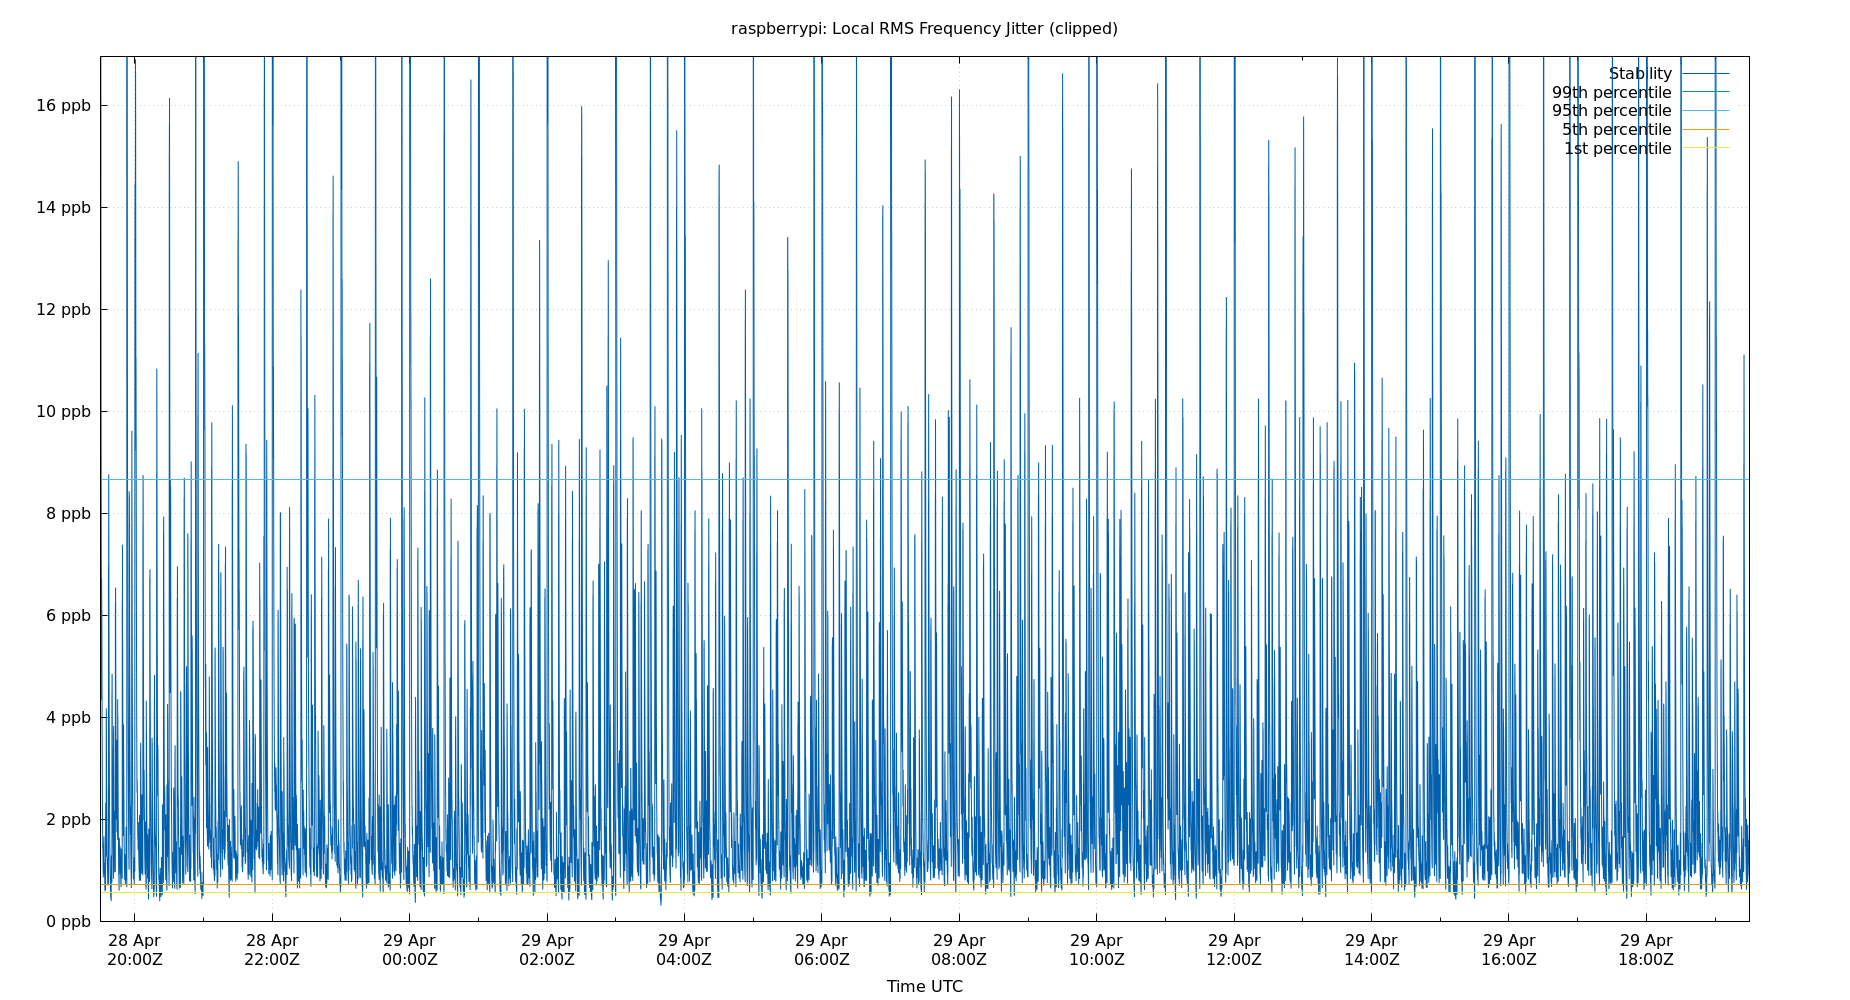 raspberrypi: Local RMS Frequency Jitter (clipped)
Stability
99th percentile
95th percentile
5th percentile
1st percentile
16 ppb
14 ppb
12 ppb
10 ppb
8 ppb
6 ppb
4 ppb
2 ppb
0 ppb
28 Apr 28 Apr 29 Apr 29 Apr 29 Apr 29 Apr 29 Apr 29 Apr 29 Apr 29 Apr 29 Apr 29 Apr
20:00Z 22:00Z 00:00Z 02:00Z 04:00Z 06:00Z 08:00Z 10:00Z 12:00Z 14:00Z 16:00Z 18:00Z
Time UTC